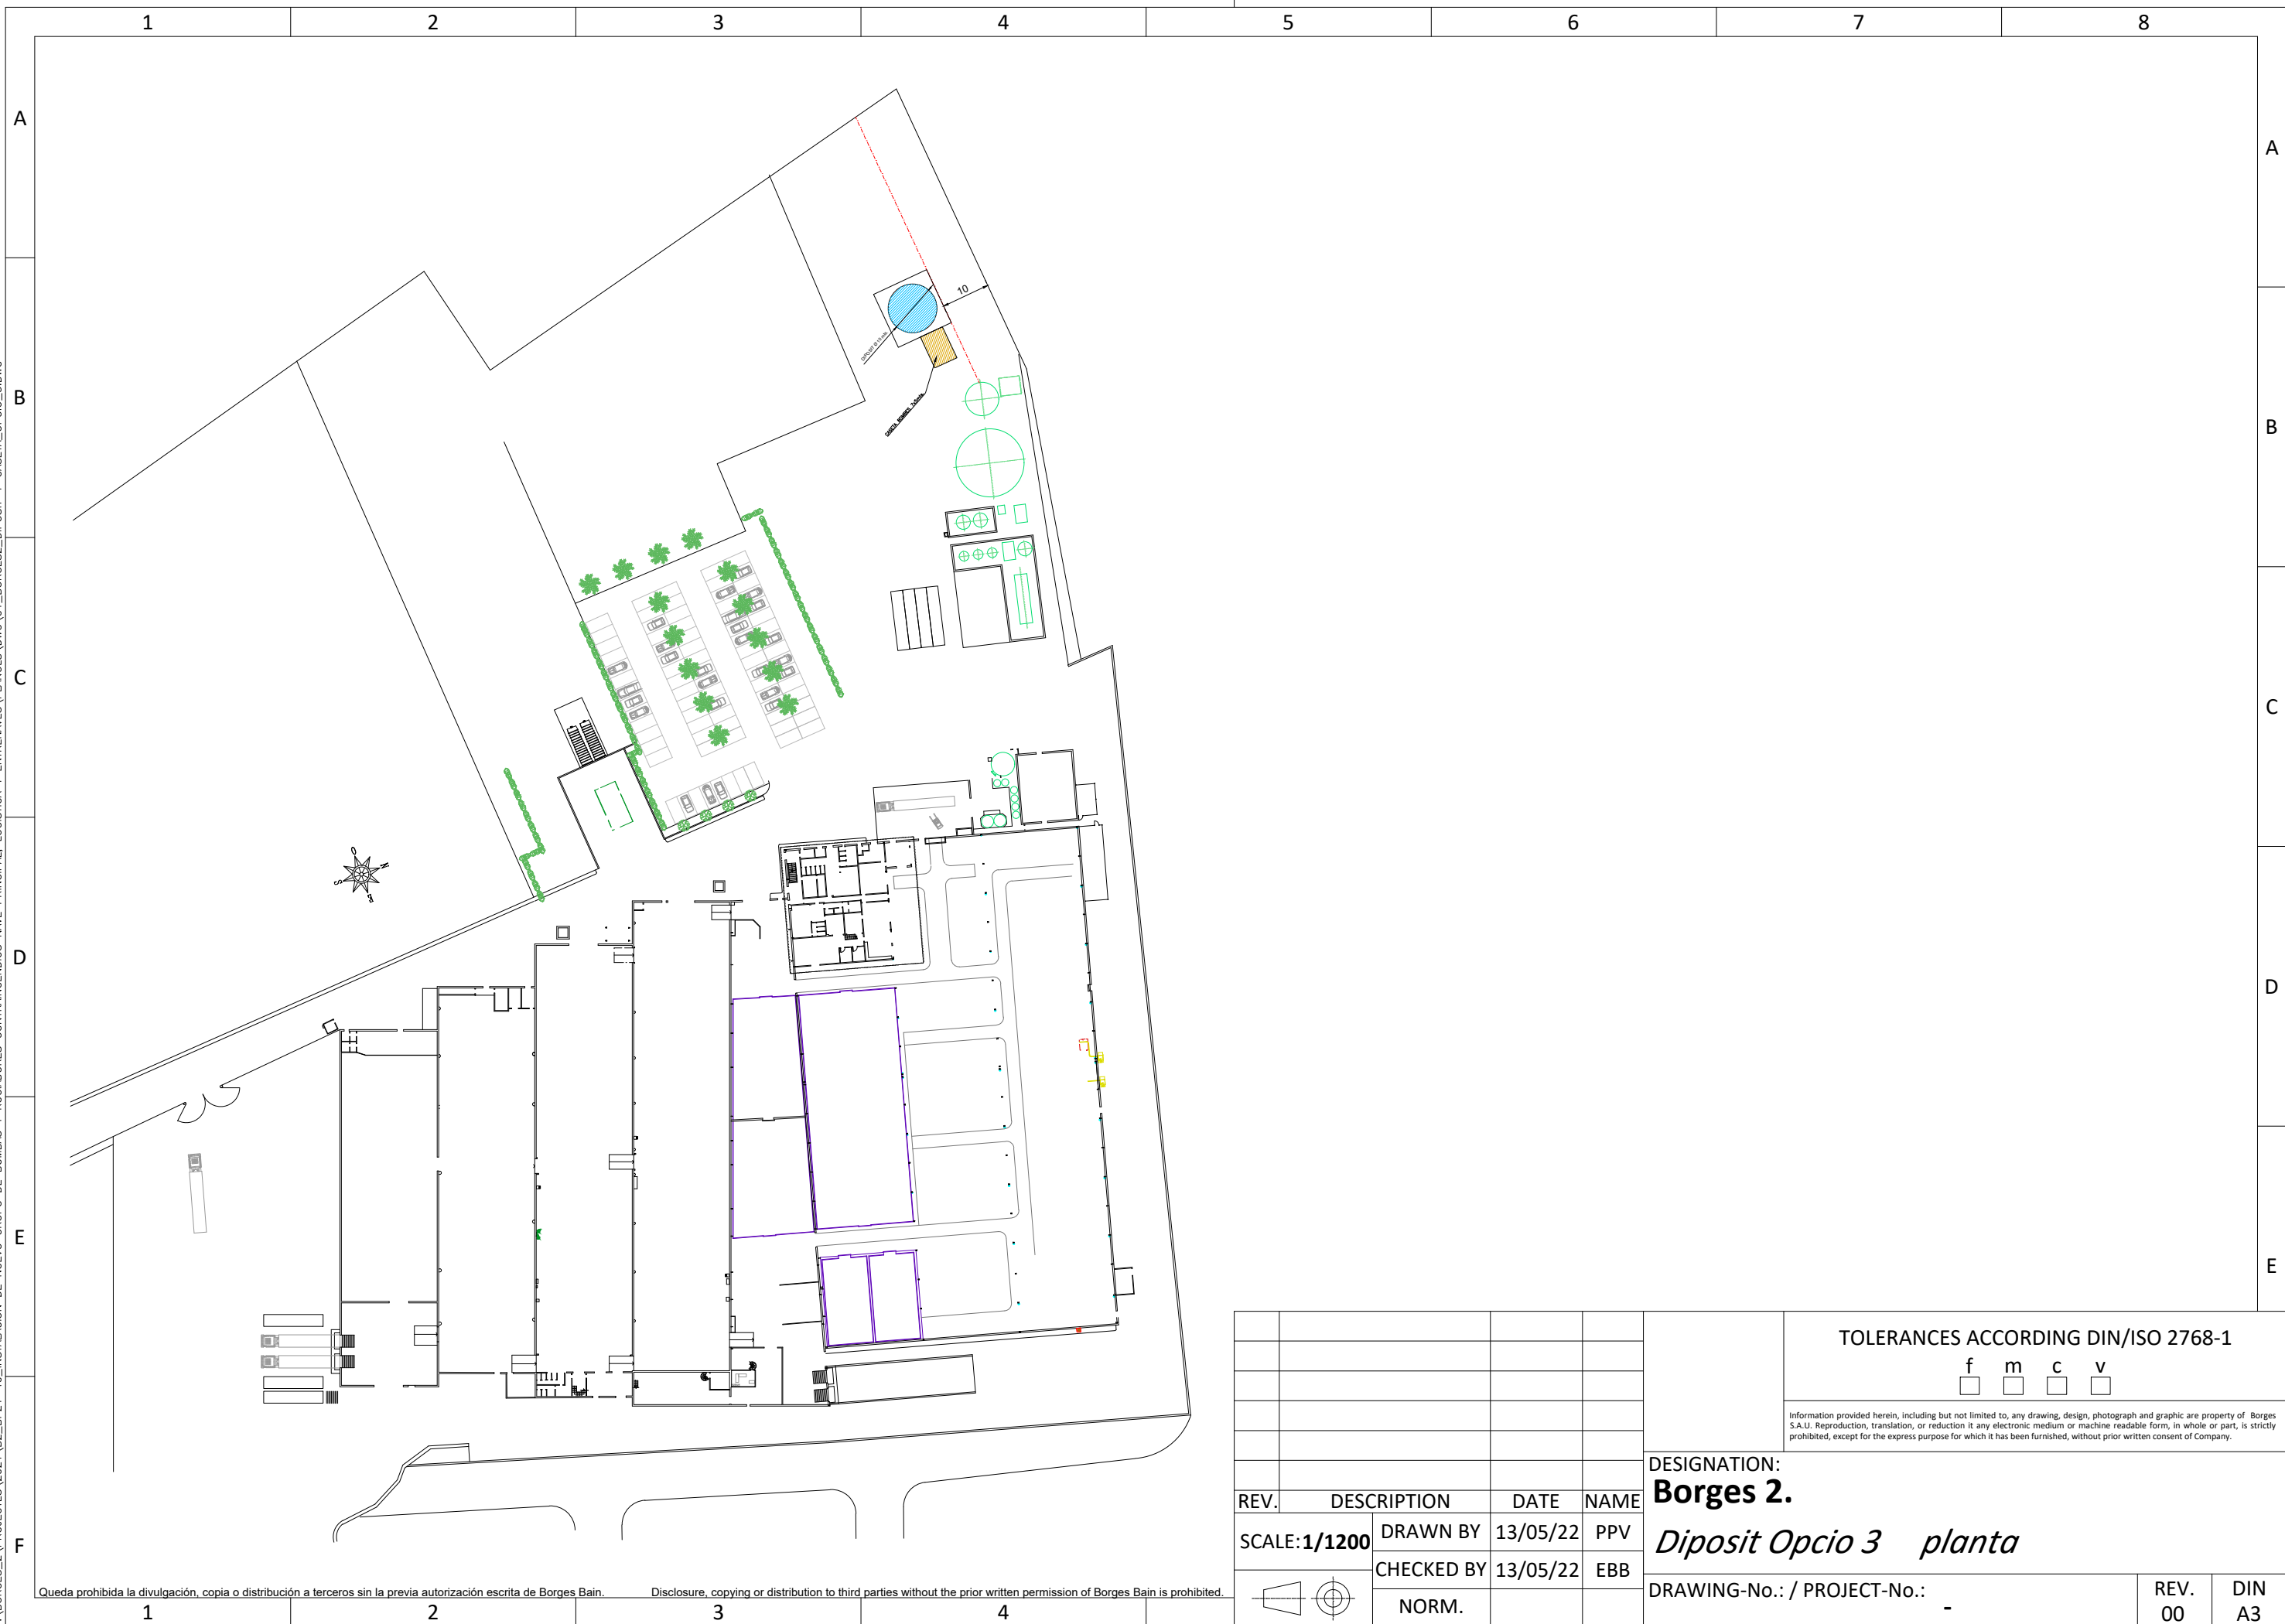 1 2 3 4 5 6 7 8
A
A
B
B
C
C
D
D
E
E
F
10
DIPOSIT Ø
CASETA BOMBES
O
N
S
TOLERANCES ACCORDING DIN/ISO 2768-1
f m c v
Information provided herein, including but not limited to, any drawing, design, photograph and graphic are property of Borges
S.A.U. Reproduction, translation, or reduction it any electronic medium or machine readable form, in whole or part, is strictly
prohibited, except for the express purpose for which it has been furnished, without prior written consent of Company.
DESIGNATION:
Borges 2.
Diposit Opcio 3 planta
REV. DESCRIPTION DATE NAME
SCALE: 1/1200
DRAWN BY 13/05/22 PPV
CHECKED BY 13/05/22 EBB
NORM.
DRAWING-No.: / PROJECT-No.:
-
REV.
00
DIN
A3
Queda prohibida la divulgación, copia o distribución a terceros sin la previa autorización escrita de Borges Bain.
Disclosure, copying or distribution to third parties without the prior written permission of Borges Bain is prohibited.
1 2 3 4